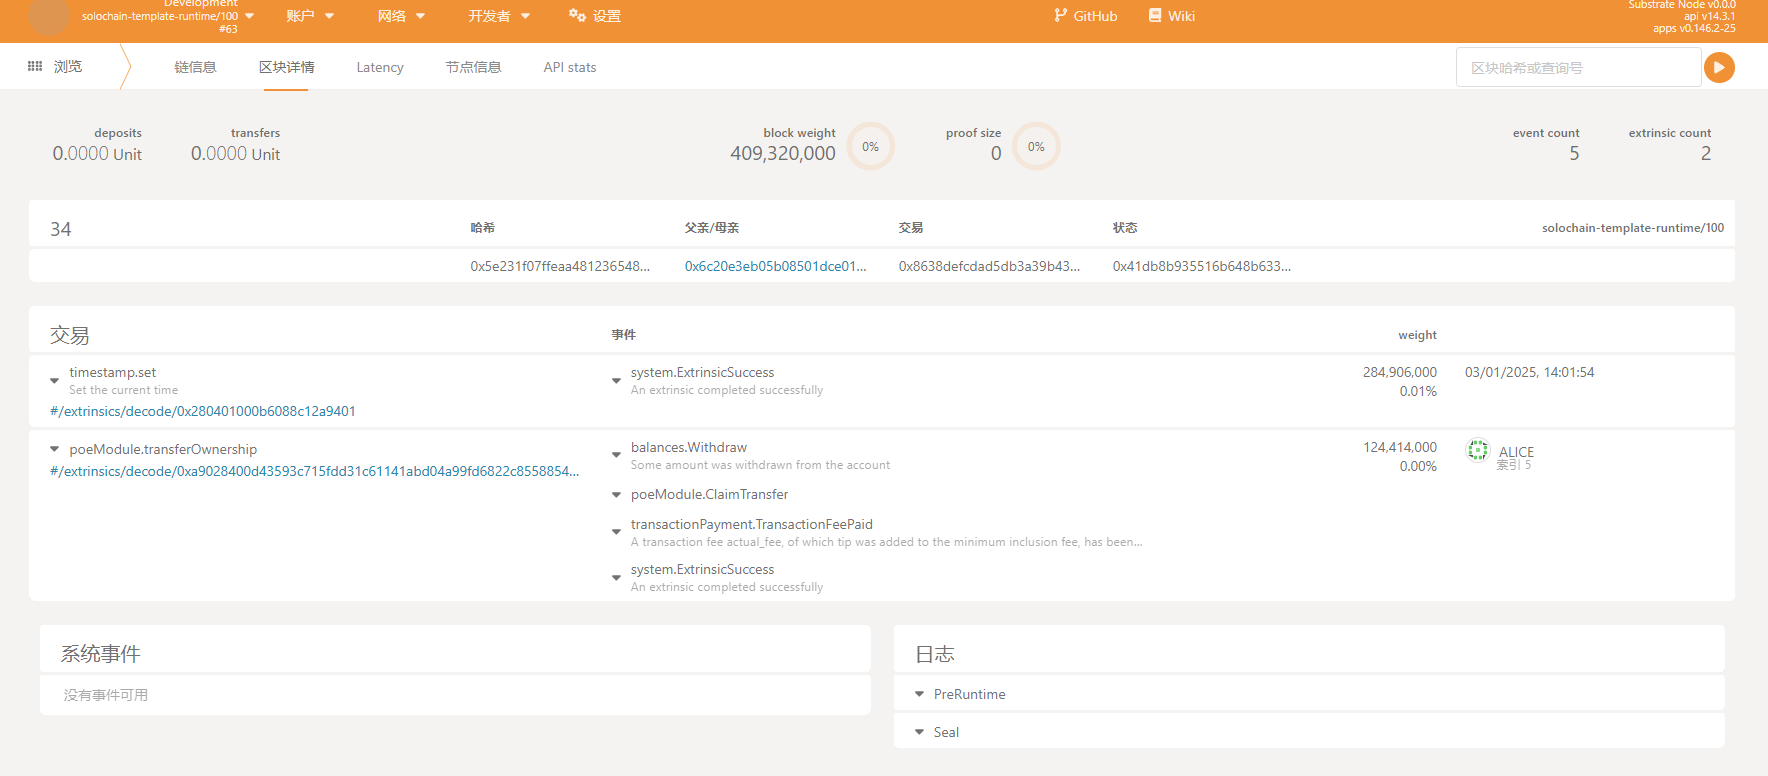 Development
solochain-template-runtime/100
#63
账户
网络
开发者
设置
GitHub
Wiki
Substrate Node v0.0.0
api v14.3.1
apps v0.146.2-25
浏览
链信息
区块详情
Latency
节点信息
API stats
区块哈希或查询号
deposits
0.0000 Unit
transfers
0.0000 Unit
block weight
409,320,000
0%
proof size
0
0%
event count
5
extrinsic count
2
34
哈希
父亲/母亲
交易
状态
solochain-template-runtime/100
0x5e231f07ffeaa481236548...
0x6c20e3eb05b08501dce01...
0x8638defcdad5db3a39b43...
0x41db8b935516b648b633...
交易
事件
weight
timestamp.set
Set the current time
#/extrinsics/decode/0x280401000b6088c12a9401
system.ExtrinsicSuccess
An extrinsic completed successfully
284,906,000
0.01%
03/01/2025, 14:01:54
poeModule.transferOwnership
#/extrinsics/decode/0xa9028400d43593c715fdd31c61141abd04a99fd6822c8558854...
balances.Withdraw
Some amount was withdrawn from the account
poeModule.ClaimTransfer
transactionPayment.TransactionFeePaid
A transaction fee actual_fee, of which tip was added to the minimum inclusion fee, has been...
system.ExtrinsicSuccess
An extrinsic completed successfully
124,414,000
0.00%
ALICE
索引 5
系统事件
没有事件可用
日志
PreRuntime
Seal